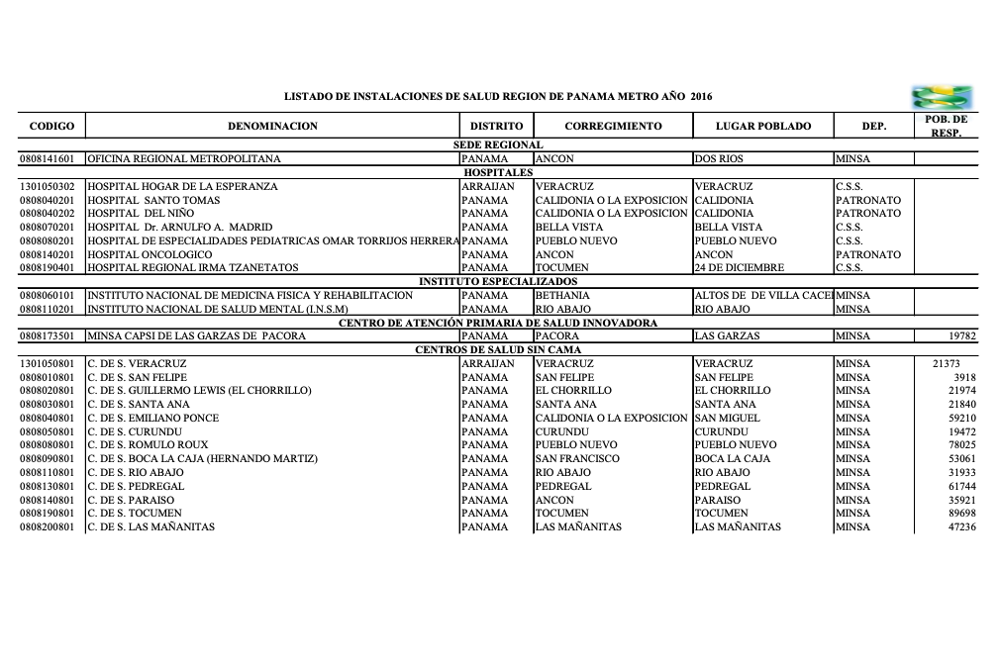 LISTADO DE INSTALACIONES DE SALUD REGION DE PANAMA METRO AÑO 2016
CODIGO DENOMINACION DISTRITO CORREGIMIENTO LUGAR POBLADO DEP. POB. DE RESP.
SEDE REGIONAL
0808141601 OFICINA REGIONAL METROPOLITANA PANAMA ANCON DOS RIOS MINSA
HOSPITALES
1301050302 HOSPITAL HOGAR DE LA ESPERANZA ARRAIJAN VERACRUZ VERACRUZ C.S.S.
0808040201 HOSPITAL SANTO TOMAS PANAMA CALIDONIA O LA EXPOSICION CALIDONIA PATRONATO
0808040202 HOSPITAL DEL NIÑO PANAMA CALIDONIA O LA EXPOSICION CALIDONIA PATRONATO
0808070201 HOSPITAL Dr. ARNULFO A. MADRID PANAMA BELLA VISTA BELLA VISTA C.S.S.
0808080201 HOSPITAL DE ESPECIALIDADES PEDIATRICAS OMAR TORRIJOS HERRERA PANAMA PUEBLO NUEVO PUEBLO NUEVO C.S.S.
0808140201 HOSPITAL ONCOLOGICO PANAMA ANCON ANCON PATRONATO
0808190401 HOSPITAL REGIONAL IRMA TZANETATOS PANAMA TOCUMEN 24 DE DICIEMBRE C.S.S.
INSTITUTO ESPECIALIZADOS
0808060101 INSTITUTO NACIONAL DE MEDICINA FISICA Y REHABILITACION PANAMA BETHANIA ALTOS DE DE VILLA CACE MINSA
0808110201 INSTITUTO NACIONAL DE SALUD MENTAL (I.N.S.M) PANAMA RIO ABAJO RIO ABAJO MINSA
CENTRO DE ATENCIÓN PRIMARIA DE SALUD INNOVADORA
0808173501 MINSA CAPSI DE LAS GARZAS DE PACORA PANAMA PACORA LAS GARZAS MINSA 19782
CENTROS DE SALUD SIN CAMA
1301050801 C. DE S. VERACRUZ ARRAIJAN VERACRUZ VERACRUZ MINSA 21373
0808010801 C. DE S. SAN FELIPE PANAMA SAN FELIPE SAN FELIPE MINSA 3918
0808020801 C. DE S. GUILLERMO LEWIS (EL CHORRILLO) PANAMA EL CHORRILLO EL CHORRILLO MINSA 21974
0808030801 C. DE S. SANTA ANA PANAMA SANTA ANA SANTA ANA MINSA 21840
0808040801 C. DE S. EMILIANO PONCE PANAMA CALIDONIA O LA EXPOSICION SAN MIGUEL MINSA 59210
0808050801 C. DE S. CURUNDU PANAMA CURUNDU CURUNDU MINSA 19472
0808080801 C. DE S. ROMULO ROUX PANAMA PUEBLO NUEVO PUEBLO NUEVO MINSA 78025
0808090801 C. DE S. BOCA LA CAJA (HERNANDO MARTIZ) PANAMA SAN FRANCISCO BOCA LA CAJA MINSA 53061
0808110801 C. DE S. RIO ABAJO PANAMA RIO ABAJO RIO ABAJO MINSA 31933
0808130801 C. DE S. PEDREGAL PANAMA PEDREGAL PEDREGAL MINSA 61744
0808140801 C. DE S. PARAISO PANAMA ANCON PARAISO MINSA 35921
0808190801 C. DE S. TOCUMEN PANAMA TOCUMEN TOCUMEN MINSA 89698
0808200801 C. DE S. LAS MAÑANITAS PANAMA LAS MAÑANITAS LAS MAÑANITAS MINSA 47236